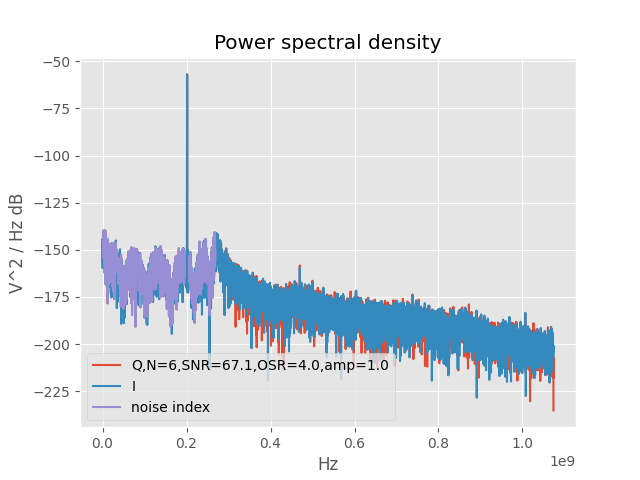 Power spectral density
V^2 / Hz dB
−50
−75
−100
−125
−150
−175
−200
−225
Q,N=6,SNR=67.1,OSR=4.0,amp=1.0
I
noise index
0.0 0.2 0.4 0.6 0.8 1.0
1e9
Hz